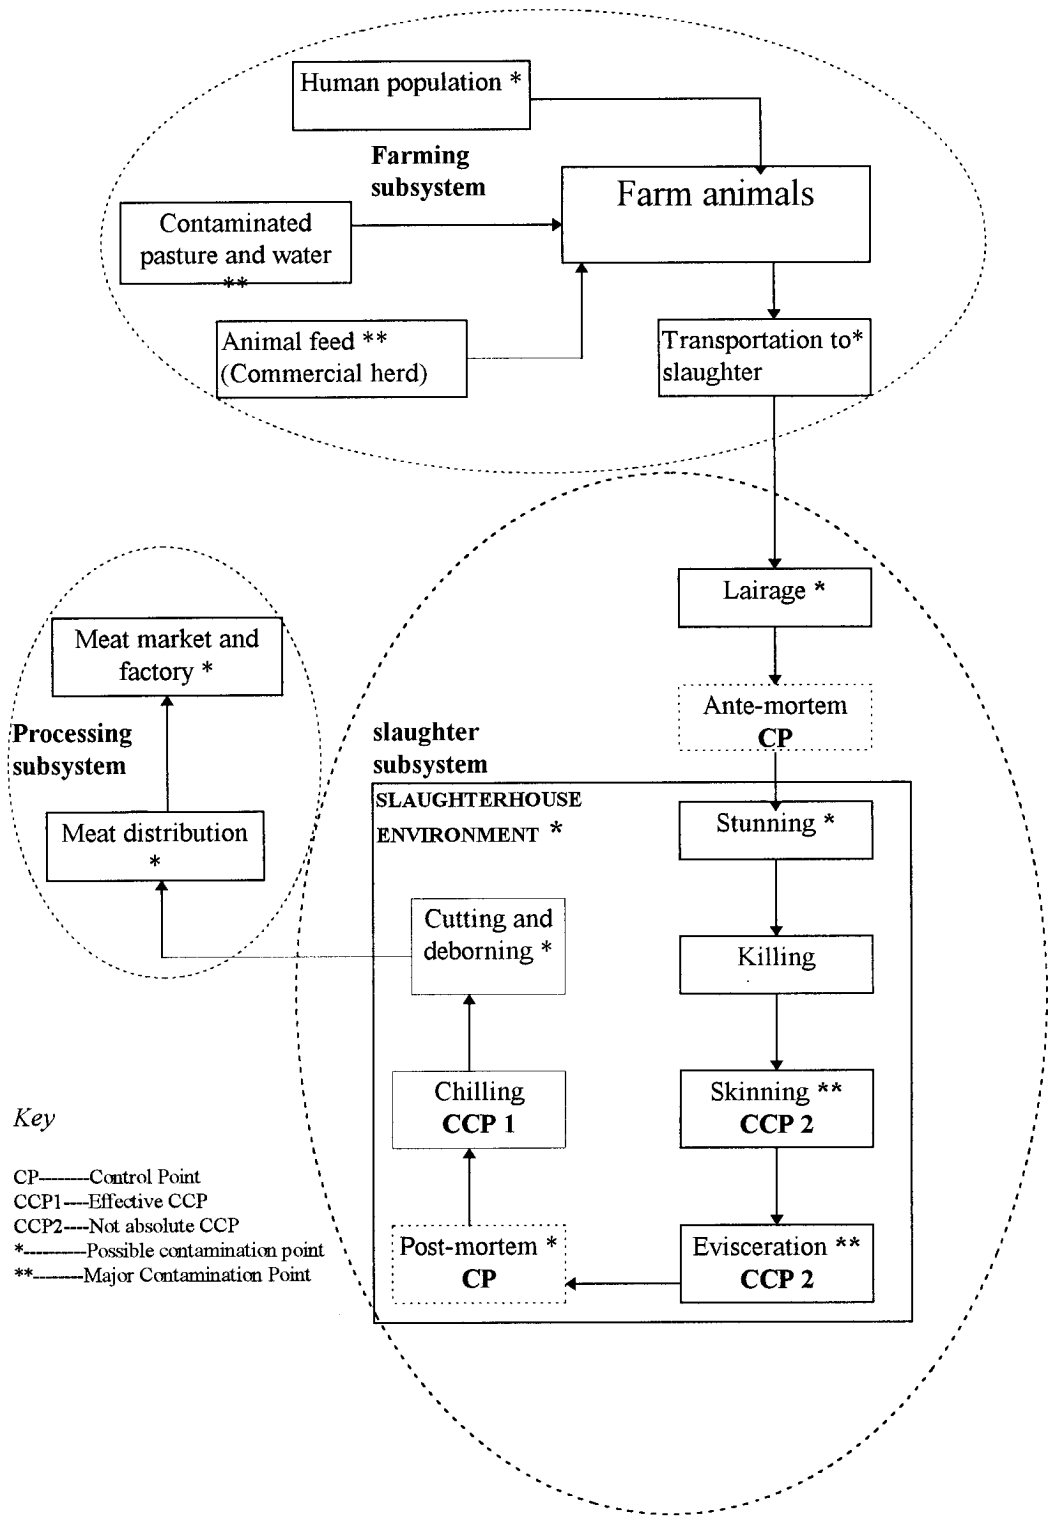 Human population *
Farming
subsystem
Farm animals
Contaminated
pasture and water
**
Animal feed **
(Commercial herd)
Transportation to*
slaughter
Lairage *
Ante-mortem
CP
Meat market and
factory *
Processing
subsystem
Meat distribution
*
slaughter
subsystem
SLAUGHTERHOUSE
ENVIRONMENT *
Stunning *
Killing
Skinning **
CCP 2
Evisceration **
CCP 2
Post-mortem *
CP
Chilling
CCP 1
Cutting and
deborning *
Key
CP--------Control Point
CCP1----Effective CCP
CCP2----Not absolute CCP
*----------Possible contamination point
**--------Major Contamination Point